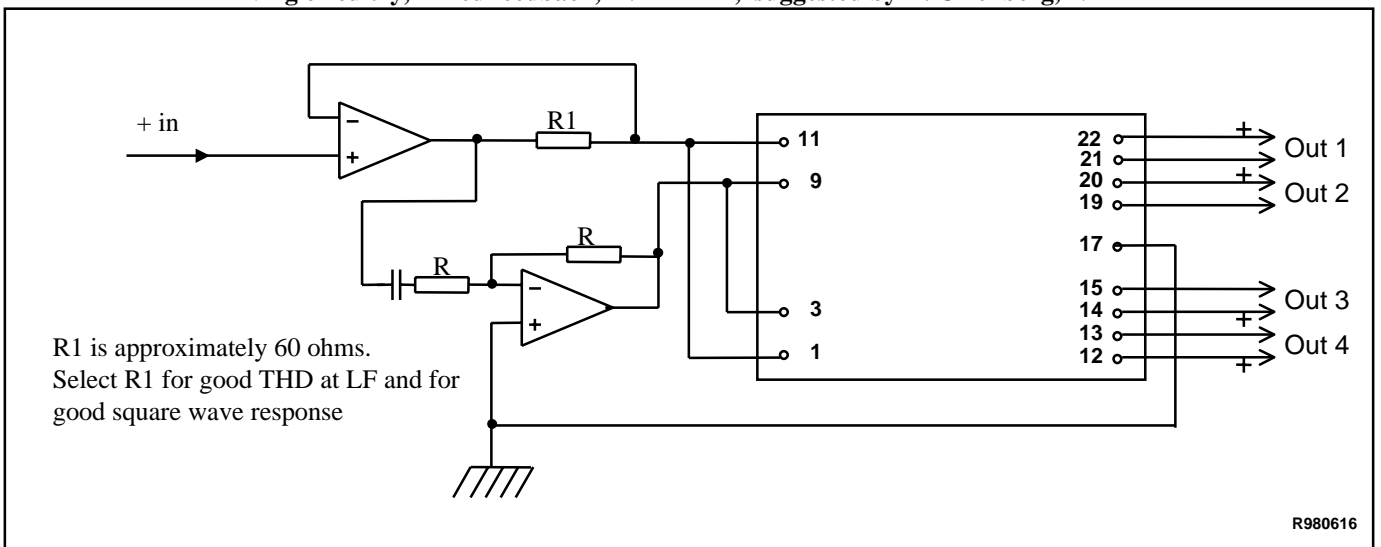 + in
R1
R
R
11
9
3
1
22
21
20
19
17
15
14
13
12
+
+
+
+
Out 1
Out 2
Out 3
Out 4
R1 is approximately 60 ohms.
Select R1 for good THD at LF and for
good square wave response
R980616